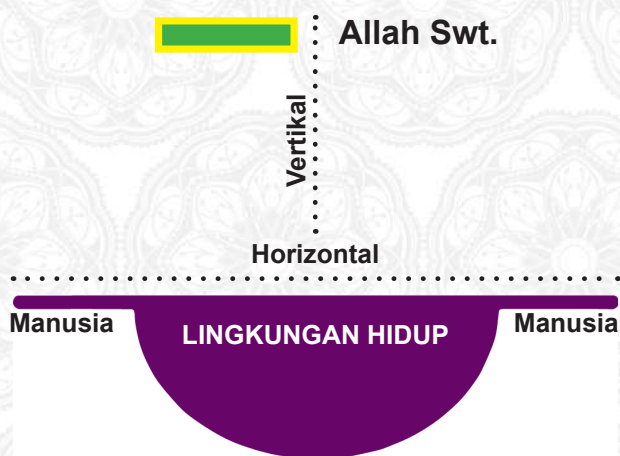 Allah Swt.
Vertikal
Horizontal
Manusia
LINGKUNGAN HIDUP
Manusia